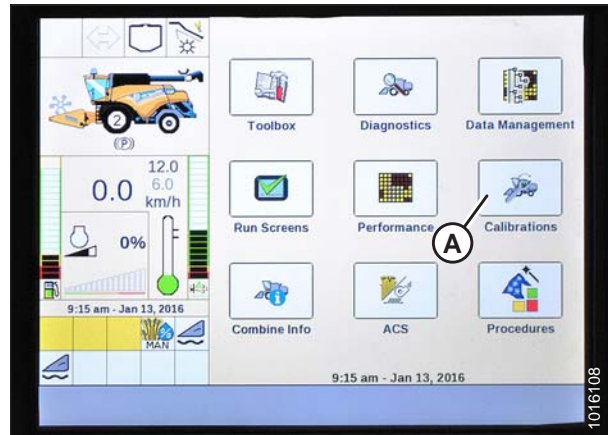 2
(P)
12.0
0.0 6.0
km/h
0%
9:15 am - Jan 13, 2016
MAN
%
Toolbox
Diagnostics
Data Management
Run Screens
Performance
Calibrations
A
Combine Info
ACS
Procedures
9:15 am - Jan 13, 2016
1016108